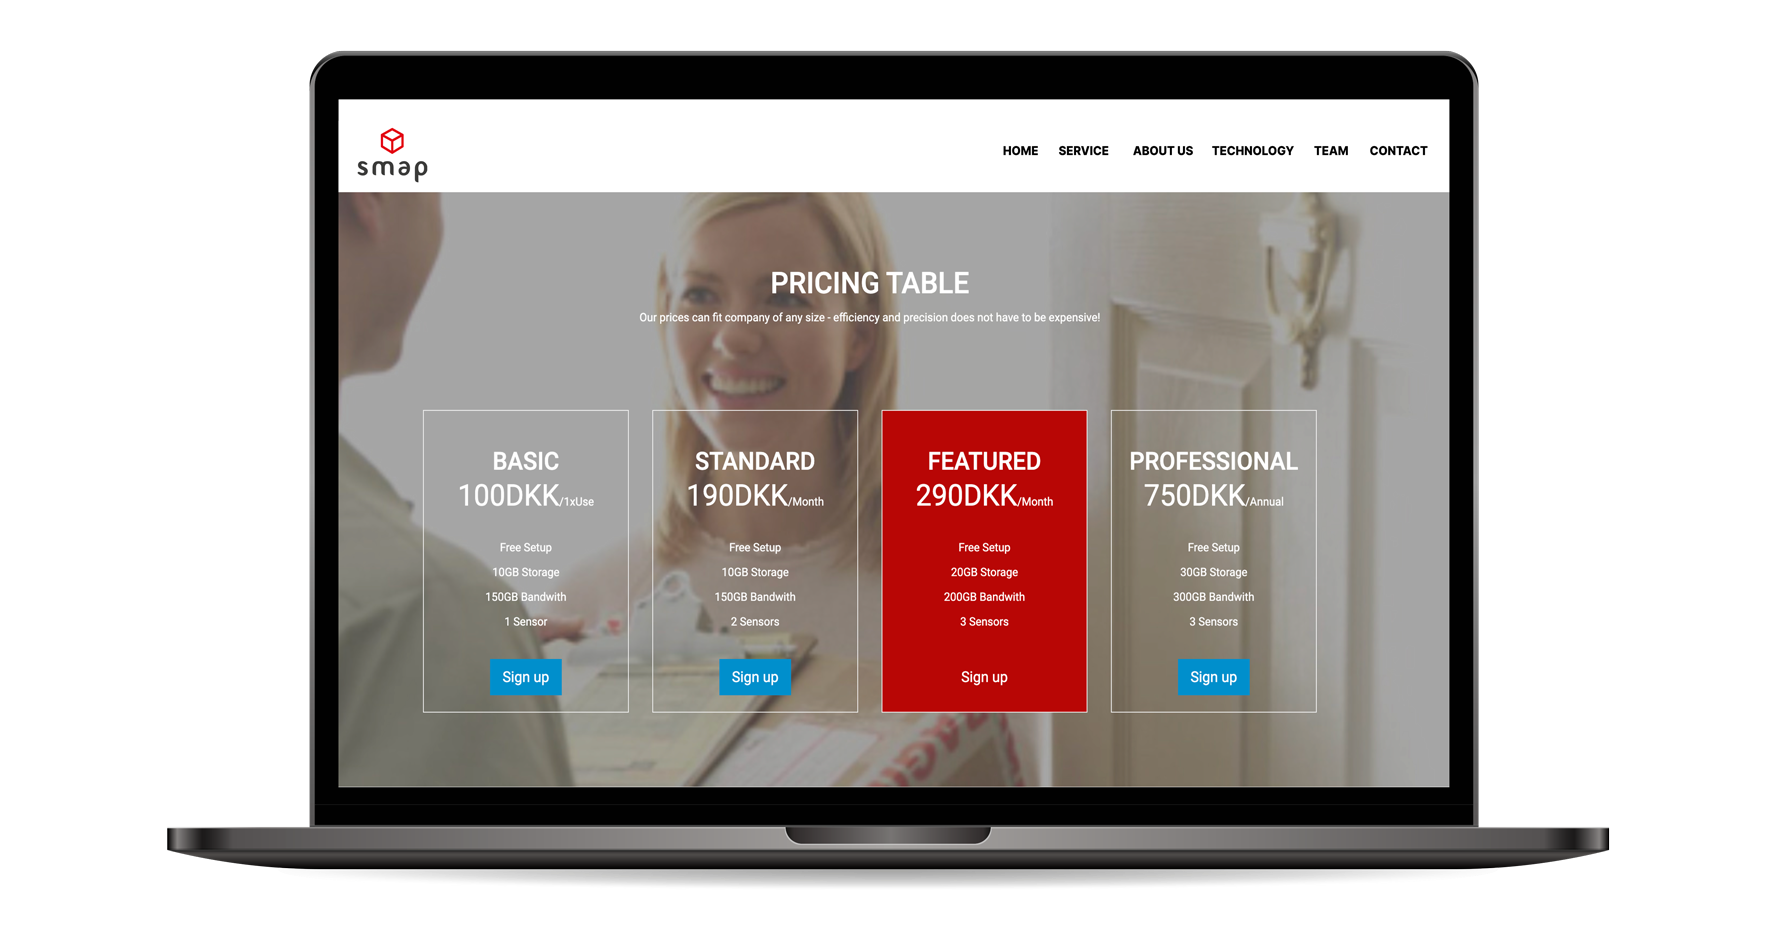 smap
HOME SERVICE ABOUT US TECHNOLOGY TEAM CONTACT
PRICING TABLE
Our prices can fit company of any size - efficiency and precision does not have to be expensive!
BASIC
100DKK/1xUse
Free Setup
10GB Storage
150GB Bandwith
1 Sensor
Sign up
STANDARD
190DKK/Month
Free Setup
10GB Storage
150GB Bandwith
2 Sensors
Sign up
FEATURED
290DKK/Month
Free Setup
20GB Storage
200GB Bandwith
3 Sensors
Sign up
PROFESSIONAL
750DKK/Annual
Free Setup
30GB Storage
300GB Bandwith
3 Sensors
Sign up